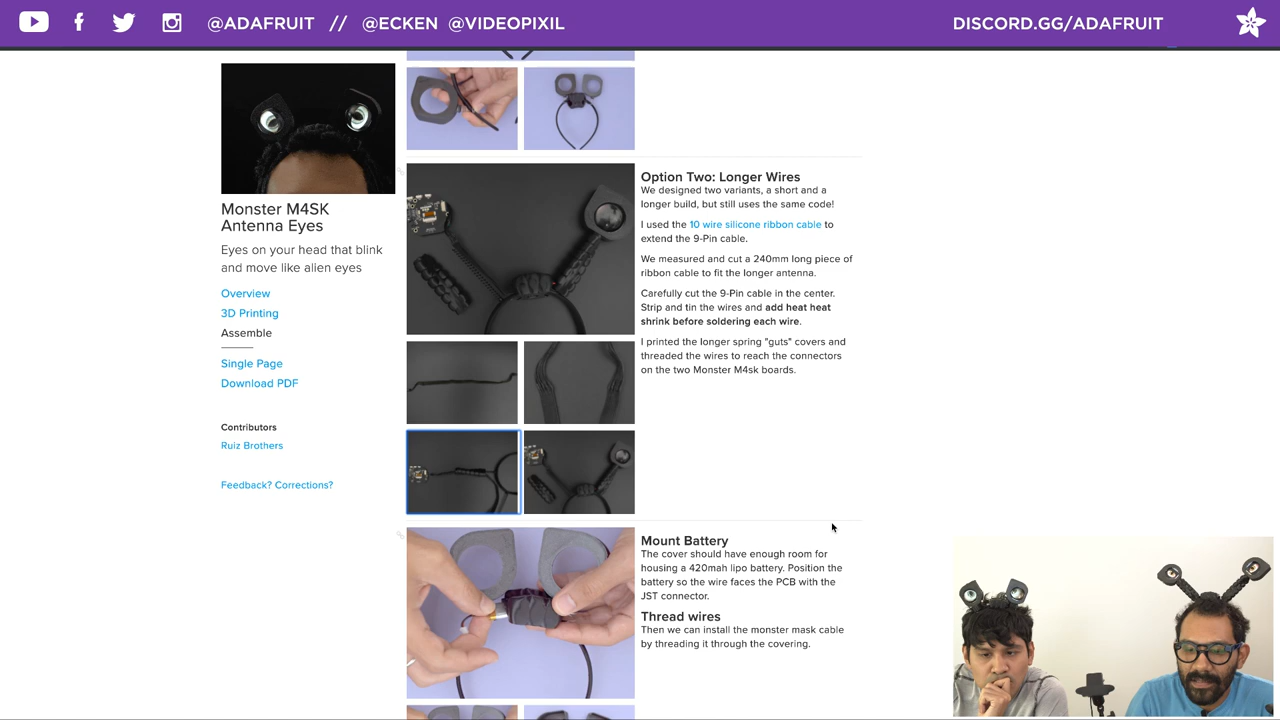 @ADAFRUIT // @ECKEN @VIDEOPIXIL
DISCORD.GG/ADAFRUIT
Monster M4SK
Antenna Eyes
Eyes on your head that blink
and move like alien eyes
Overview
3D Printing
Assemble
Single Page
Download PDF
Contributors
Ruiz Brothers
Feedback? Corrections?
Option Two: Longer Wires
We designed two variants, a short and a
longer build, but still uses the same code!
I used the 10 wire silicone ribbon cable to
extend the 9-Pin cable.
We measured and cut a 240mm long piece of
ribbon cable to fit the longer antenna.
Carefully cut the 9-Pin cable in the center.
Strip and tin the wires and add heat heat
shrink before soldering each wire.
I printed the longer spring "guts" covers and
threaded the wires to reach the connectors
on the two Monster M4sk boards.
Mount Battery
The cover should have enough room for
housing a 420mah lipo battery. Position the
battery so the wire faces the PCB with the
JST connector.
Thread wires
Then we can install the monster mask cable
by threading it through the covering.